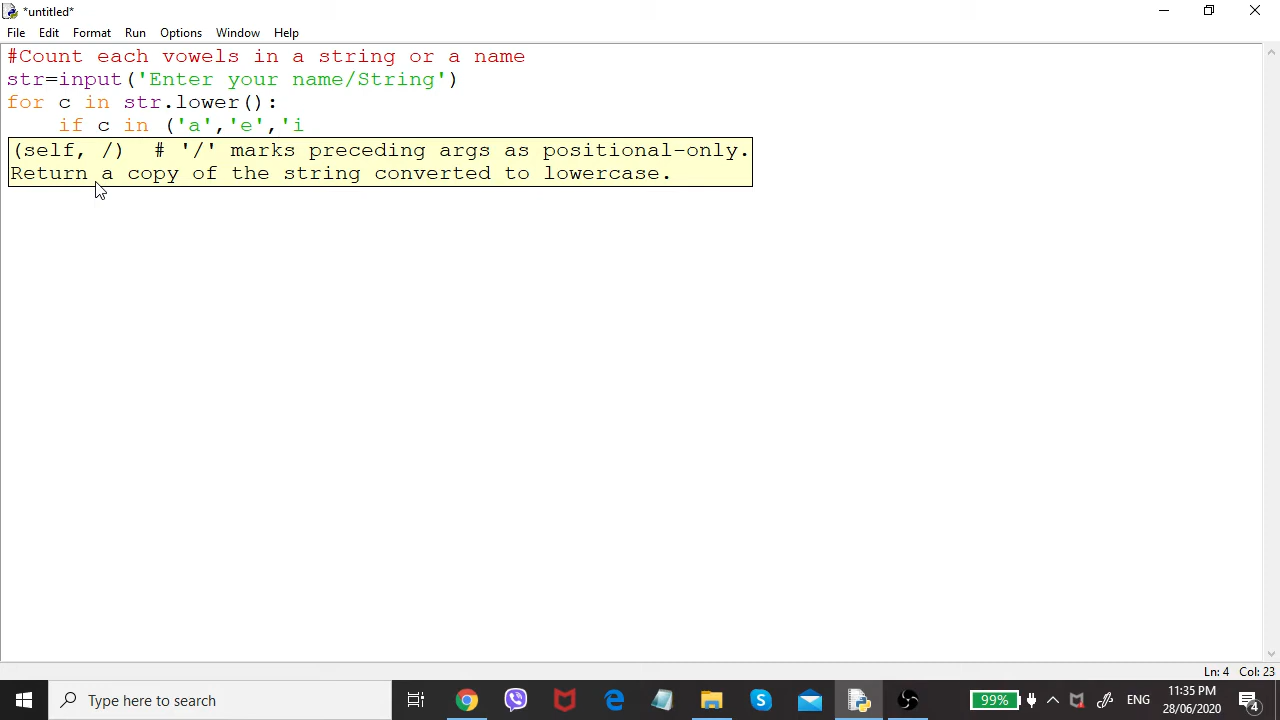 *untitled*
File Edit Format Run Options Window Help
#Count each vowels in a string or a name
str=input('Enter your name/String')
for c in str.lower():
    if c in ('a','e','i
(self, /)  # '/' marks preceding args as positional-only.
Return a copy of the string converted to lowercase.
Ln: 4 Col: 23
Type here to search
99%
ENG
11:35 PM
28/06/2020
4